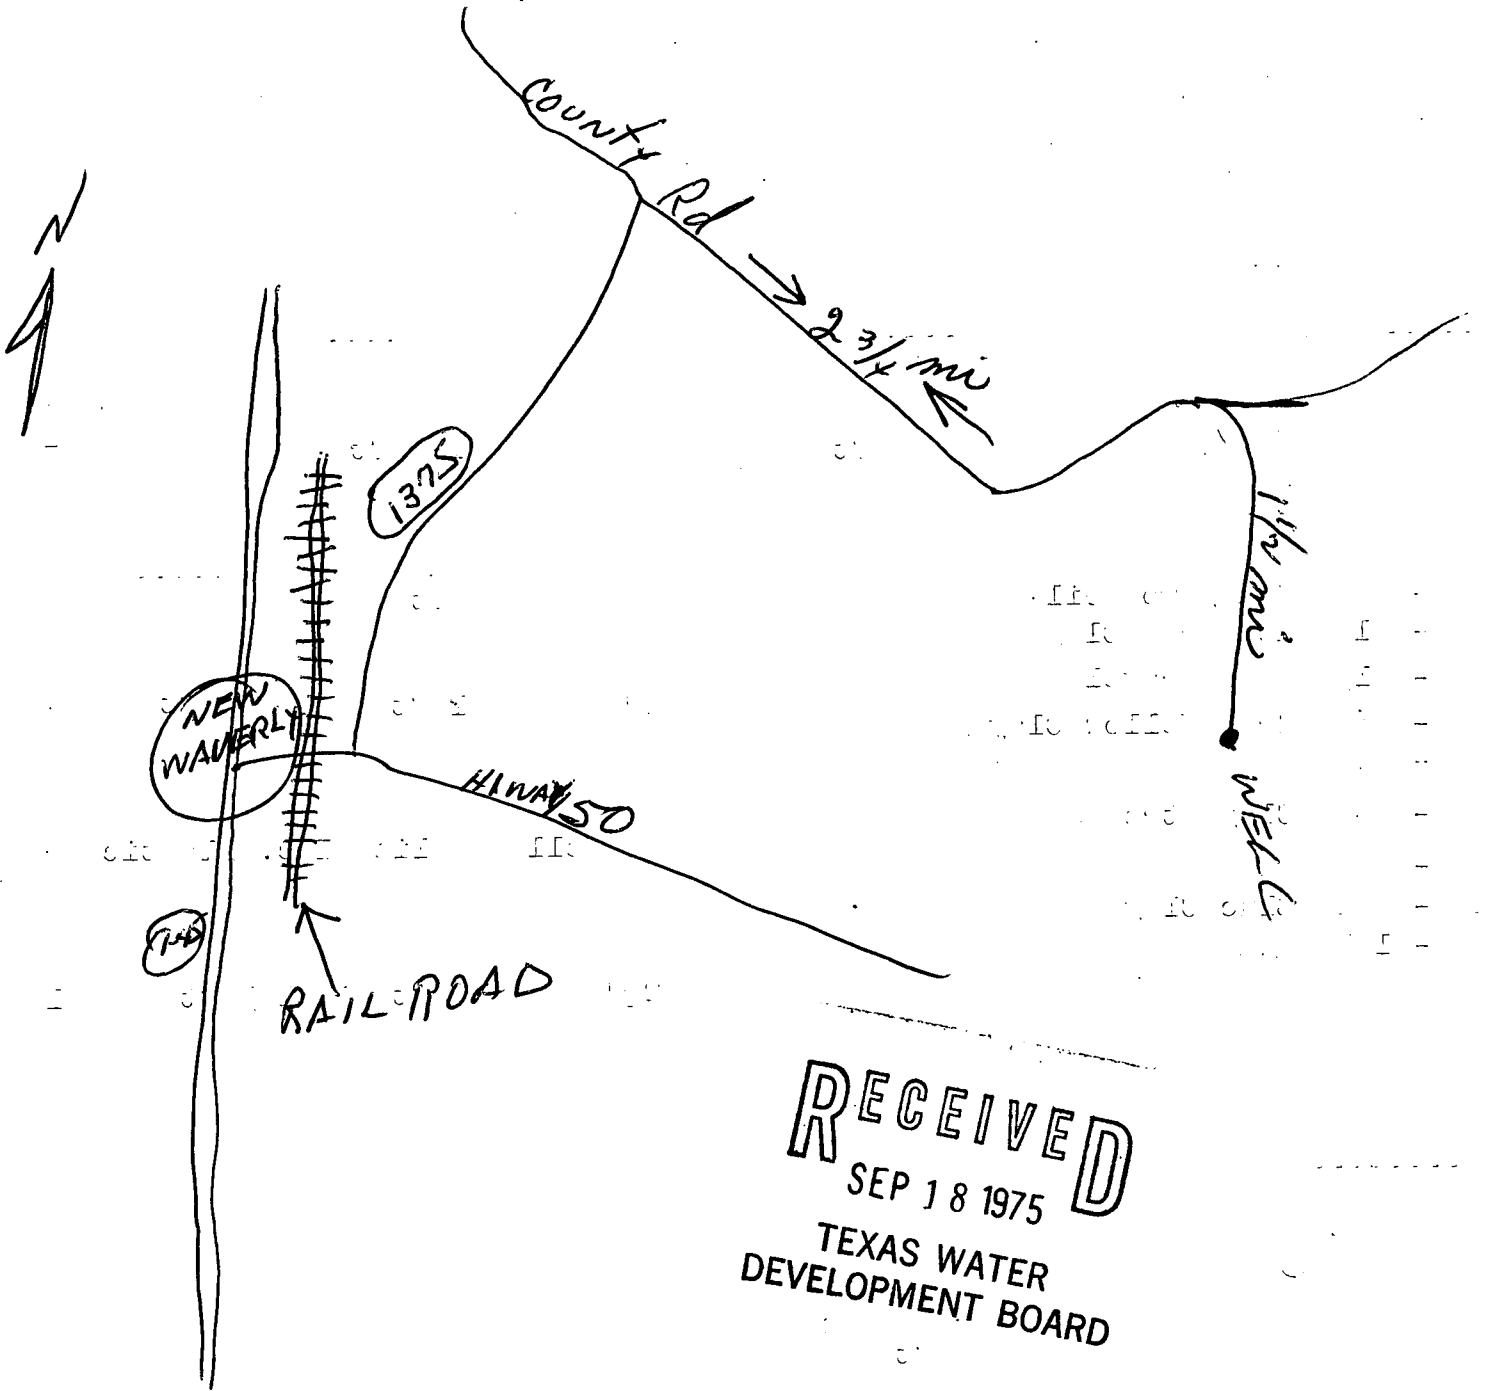 COUNTY Rd
N
2 3/4 mi
1375
1 1/2 mi
NEW
WAVERLY
HIWAY 50
WELL
RAIL ROAD
RECEIVED
SEP 18 1975
TEXAS WATER
DEVELOPMENT BOARD